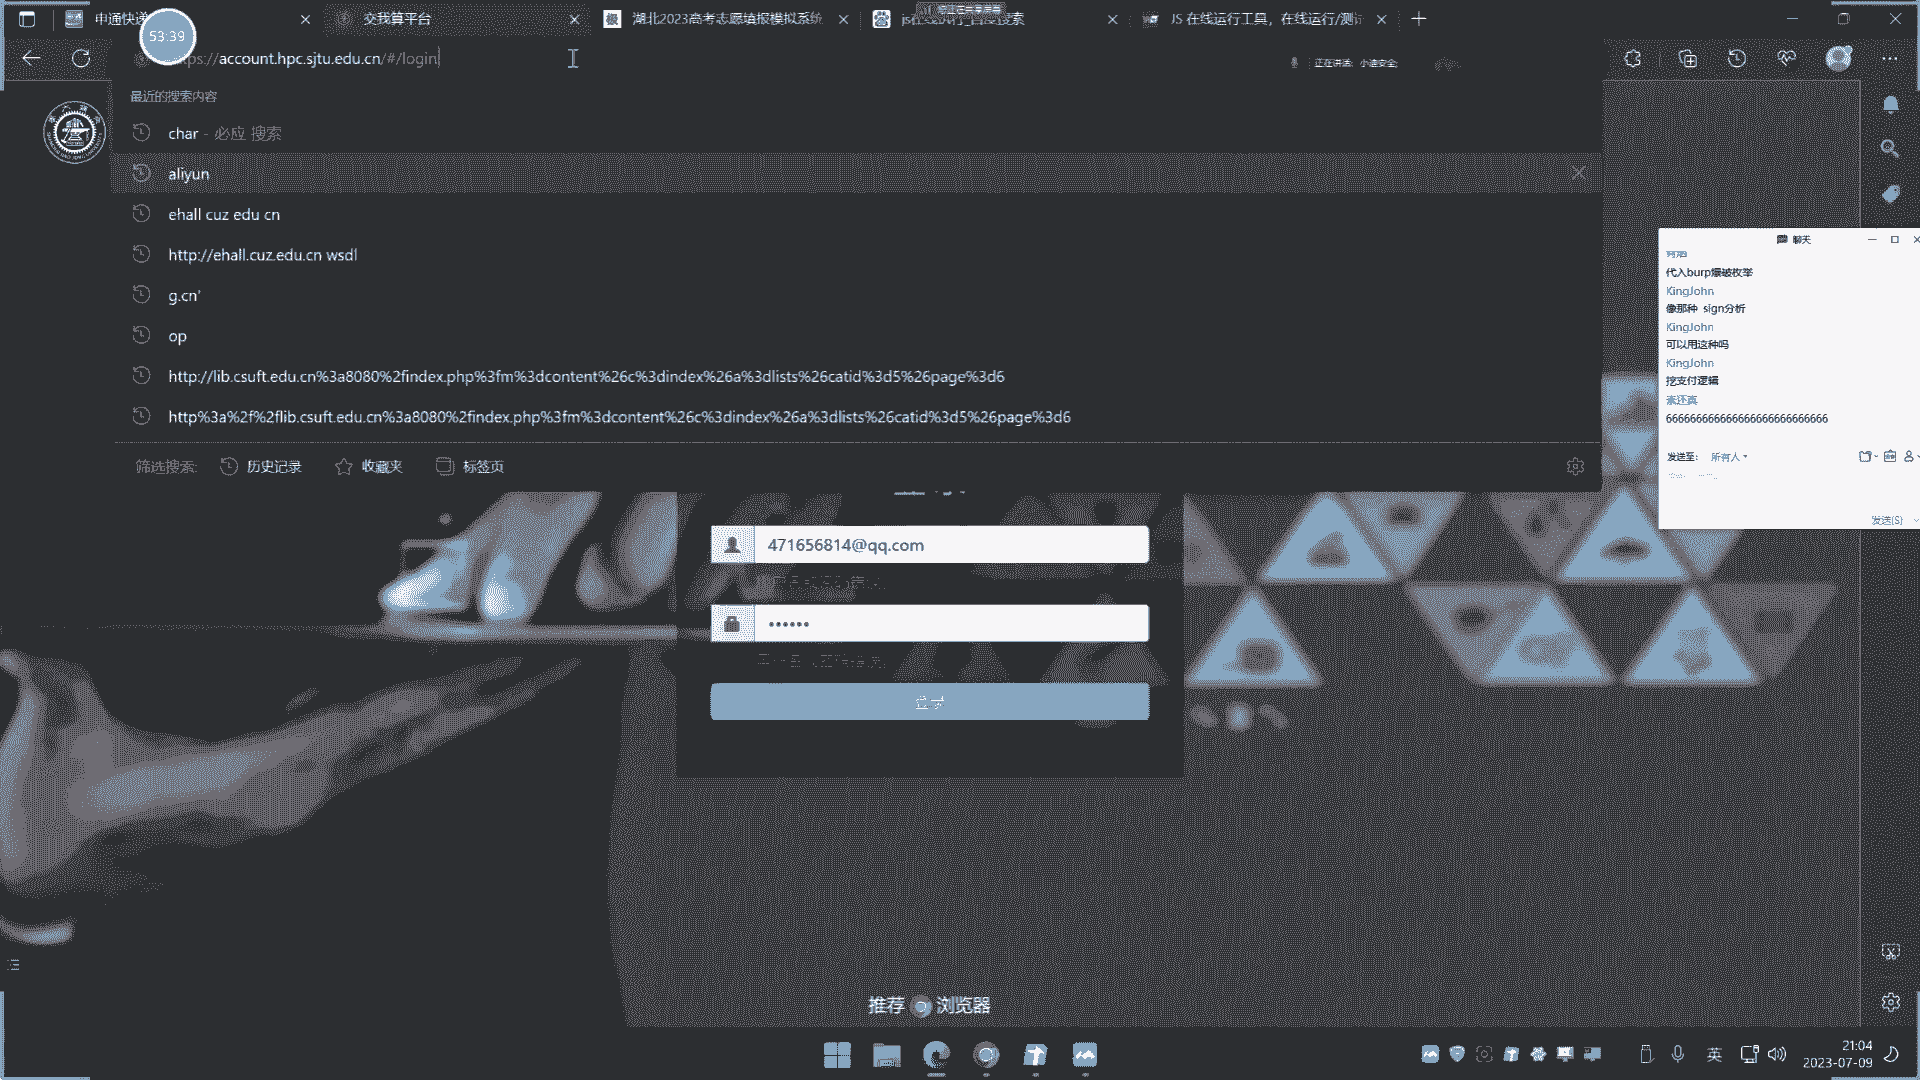 申通快递
交我算平台
湖北2023高考志愿填报模拟系统
JS 在线运行工具，在线运行/测试
53:39
account.hpc.sjtu.edu.cn/#/login
正在讲话: 小迪安全;
最近的搜索内容
char - 必应 搜索
aliyun
ehall cuz edu cn
http://ehall.cuz.edu.cn wsdl
g.cn'
op
http://lib.csuft.edu.cn%3a8080%2findex.php%3fm%3dcontent%26c%3dindex%26a%3dlists%26catid%3d5%26page%3d6
http%3a%2f%2flib.csuft.edu.cn%3a8080%2findex.php%3fm%3dcontent%26c%3dindex%26a%3dlists%26catid%3d5%26page%3d6
筛选搜索:
历史记录
收藏夹
标签页
聊天
代入burp爆破枚举
KingJohn
像那种 sign分析
KingJohn
可以用这种吗
KingJohn
挖支付逻辑
素还真
666666666666666666666666666
发送至: 所有人
发送(S)
471656814@qq.com
••••••
登录
推荐
浏览器
英
21:04
2023-07-09